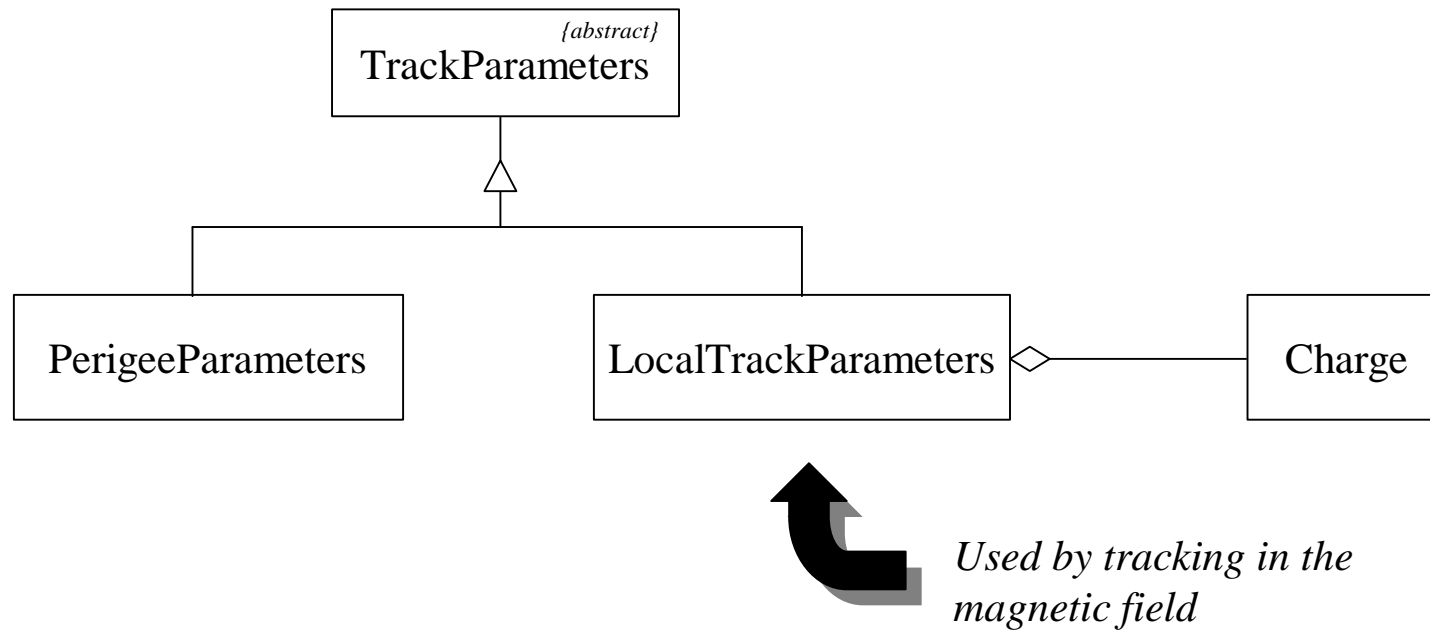 {abstract}
TrackParameters
PerigeeParameters
LocalTrackParameters
Charge
Used by tracking in the
magnetic field